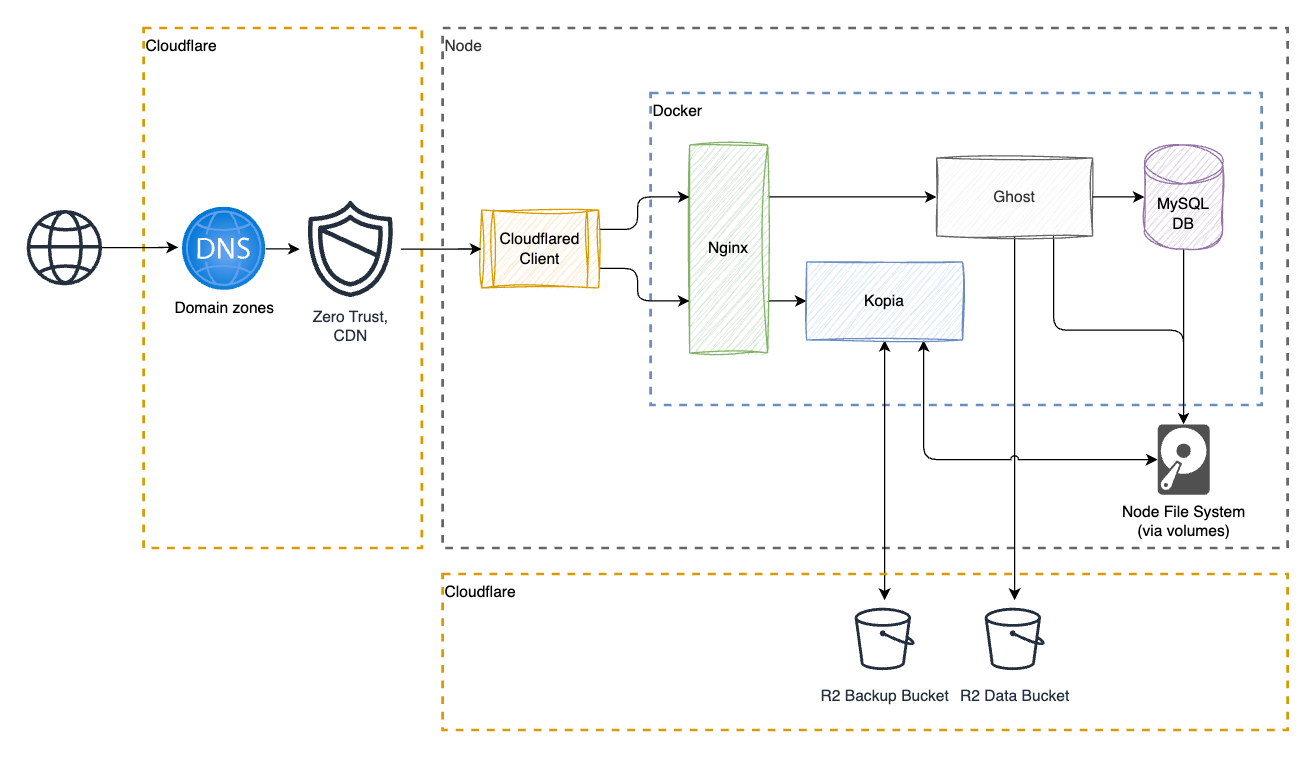 Cloudflare
Node
Docker
DNS
Domain zones
Zero Trust,
CDN
Cloudflared
Client
Nginx
Ghost
MySQL
DB
Kopia
Node File System
(via volumes)
Cloudflare
R2 Backup Bucket
R2 Data Bucket